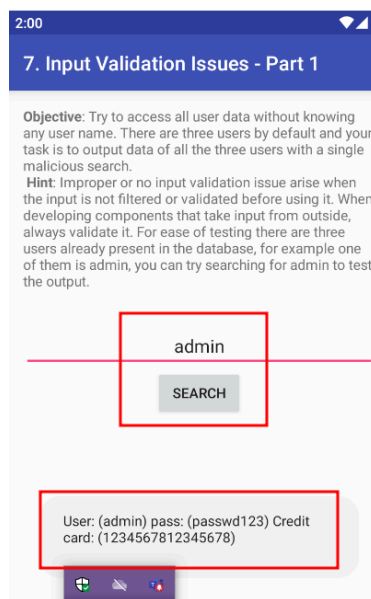 2:00
7. Input Validation Issues - Part 1
Objective: Try to access all user data without knowing
any user name. There are three users by default and your
task is to output data of all the three users with a single
malicious search.
Hint: Improper or no input validation issue arise when
the input is not filtered or validated before using it. When
developing components that take input from outside,
always validate it. For ease of testing there are three
users already present in the database, for example one
of them is admin, you can try searching for admin to test
the output.
admin
SEARCH
User: (admin) pass: (passwd123) Credit
card: (1234567812345678)